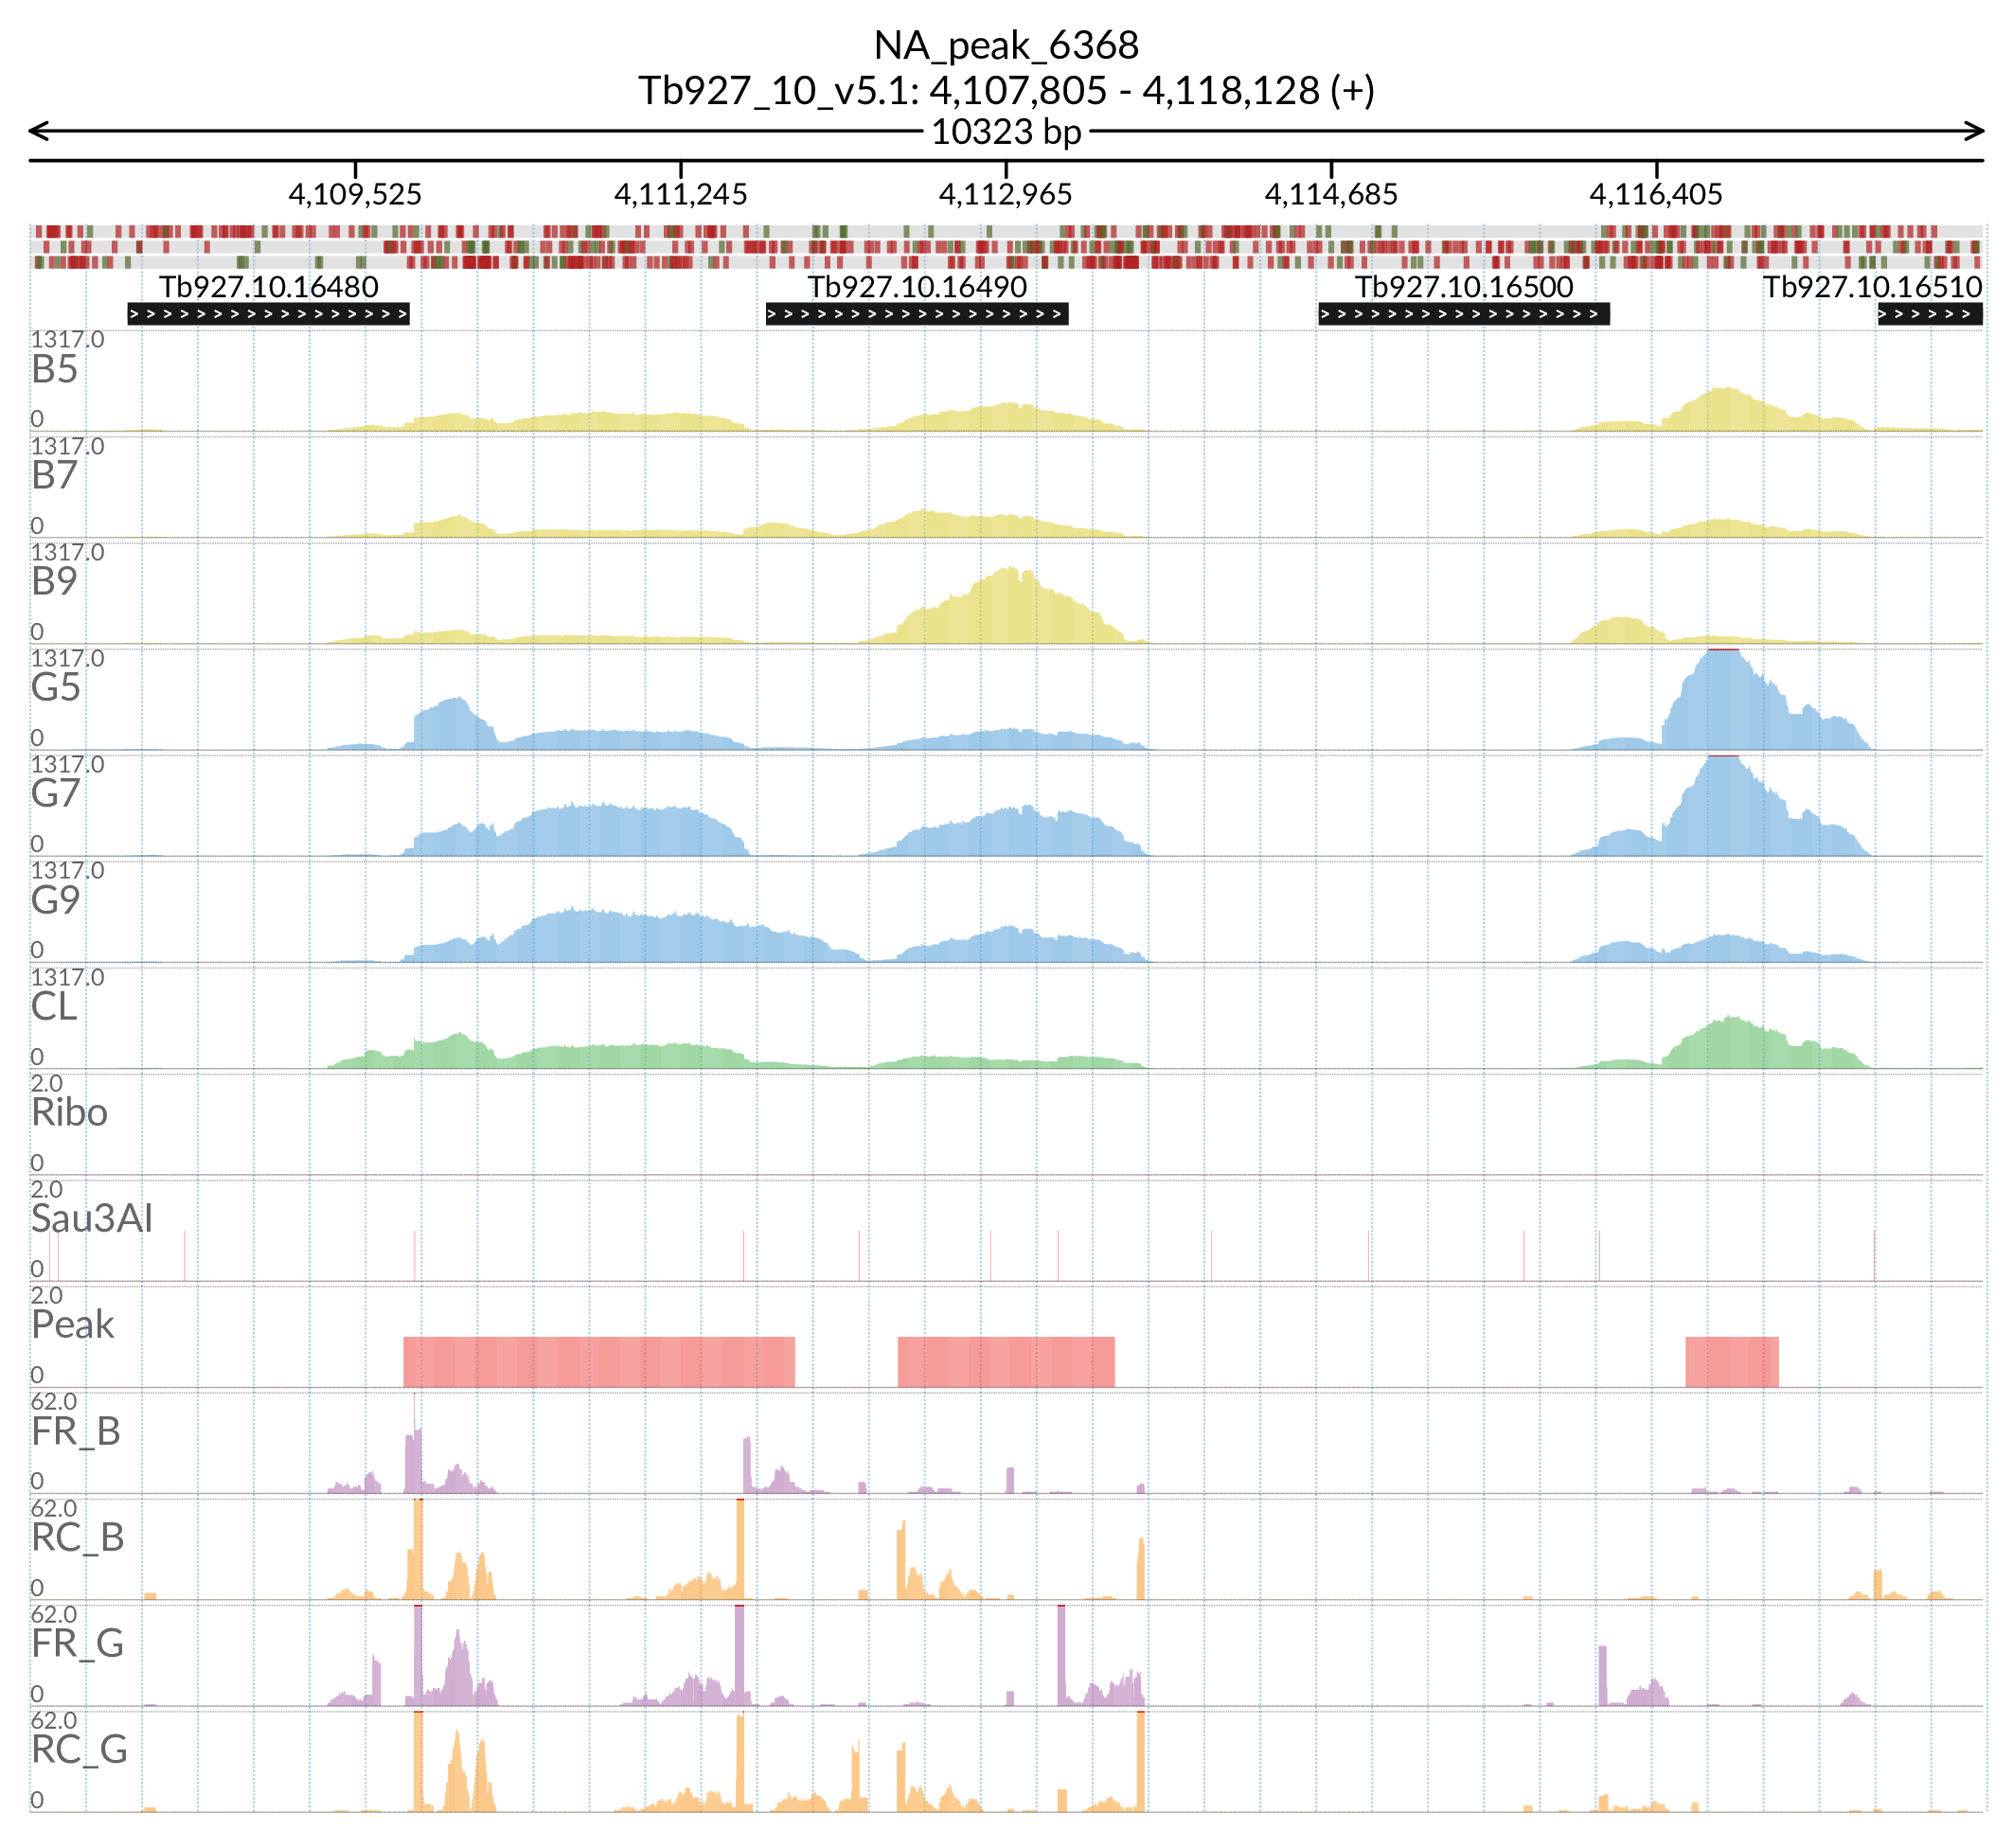 NA_peak_6368
Tb927_10_v5.1: 4,107,805 - 4,118,128 (+)
10323 bp
4,109,525 4,111,245 4,112,965 4,114,685 4,116,405
Tb927.10.16480 Tb927.10.16490 Tb927.10.16500 Tb927.10.16510
1317.0
B5
0
1317.0
B7
0
1317.0
B9
0
1317.0
G5
0
1317.0
G7
0
1317.0
G9
0
1317.0
CL
0
2.0
Ribo
0
2.0
Sau3AI
0
2.0
Peak
0
62.0
FR_B
0
62.0
RC_B
0
62.0
FR_G
0
62.0
RC_G
0